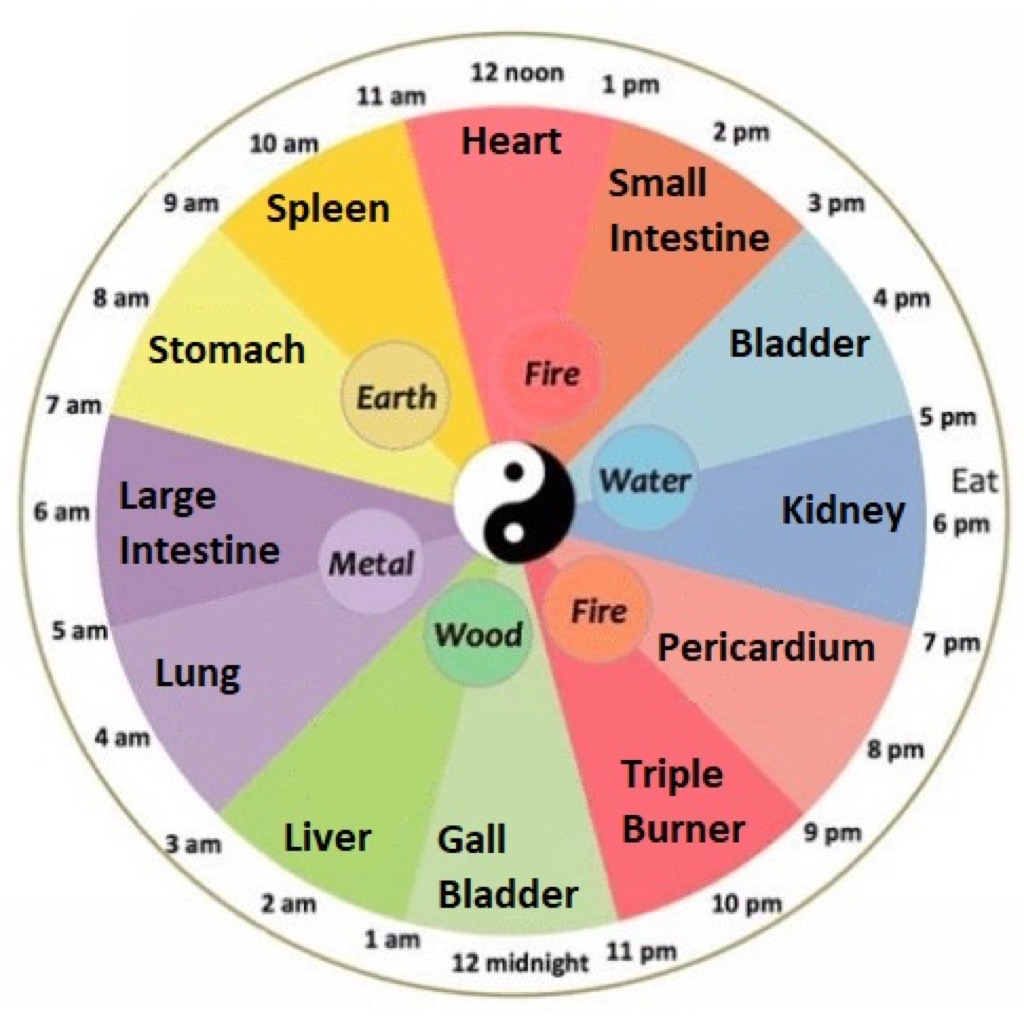 12 noon
1 pm
2 pm
3 pm
4 pm
5 pm
Eat
6 pm
7 pm
8 pm
9 pm
10 pm
11 pm
12 midnight
1 am
2 am
3 am
4 am
5 am
6 am
7 am
8 am
9 am
10 am
11 am
Heart
Small
Intestine
Bladder
Kidney
Pericardium
Triple
Burner
Gall
Bladder
Liver
Lung
Large
Intestine
Stomach
Spleen
Fire
Water
Fire
Wood
Metal
Earth